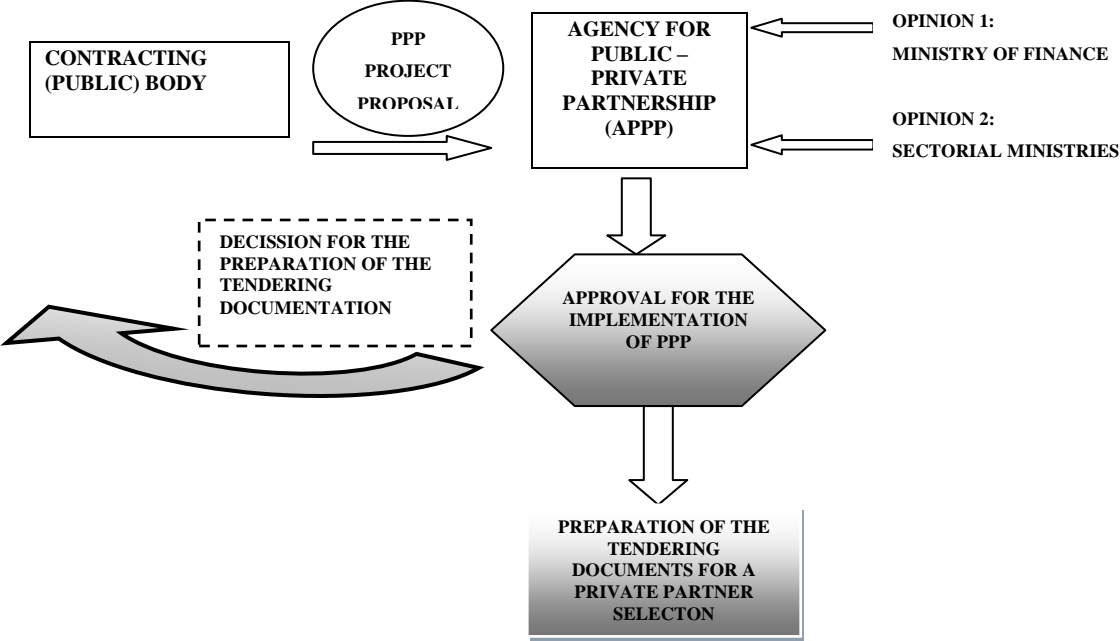 CONTRACTING
(PUBLIC) BODY
PPP
PROJECT
PROPOSAL
AGENCY FOR
PUBLIC –
PRIVATE
PARTNERSHIP
(APPP)
OPINION 1:
MINISTRY OF FINANCE
OPINION 2:
SECTORIAL MINISTRIES
DECISSION FOR THE
PREPARATION OF THE
TENDERING
DOCUMENTATION
APPROVAL FOR THE
IMPLEMENTATION
OF PPP
PREPARATION OF THE
TENDERING
DOCUMENTS FOR A
PRIVATE PARTNER
SELECTON